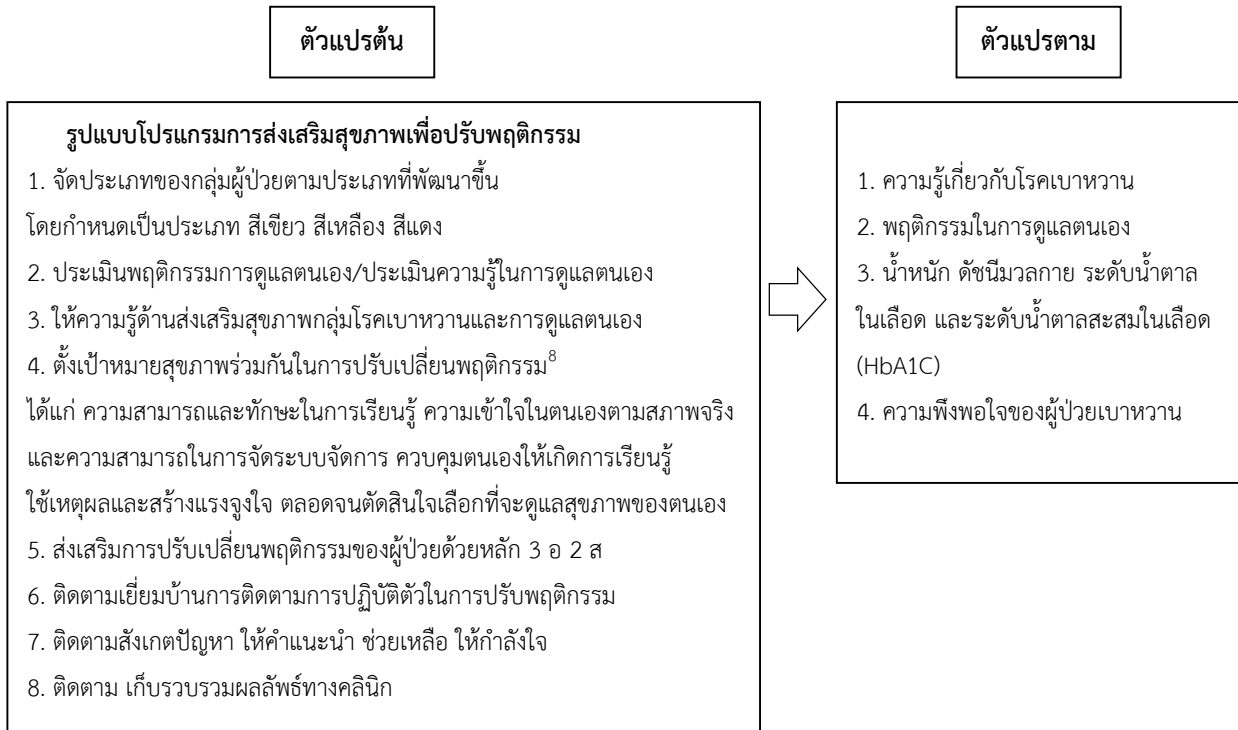 ตัวแปรต้น
ตัวแปรตาม
รูปแบบโปรแกรมการส่งเสริมสุขภาพเพื่อปรับพฤติกรรม
1. จัดประเภทของกลุ่มผู้ป่วยตามประเภทที่พัฒนาขึ้น
โดยกำหนดเป็นประเภท สีเขียว สีเหลือง สีแดง
2. ประเมินพฤติกรรมการดูแลตนเอง/ประเมินความรู้ในการดูแลตนเอง
3. ให้ความรู้ด้านส่งเสริมสุขภาพกลุ่มโรคเบาหวานและการดูแลตนเอง
4. ตั้งเป้าหมายสุขภาพร่วมกันในการปรับเปลี่ยนพฤติกรรม⁸
ได้แก่ ความสามารถและทักษะในการเรียนรู้ ความเข้าใจในตนเองตามสภาพจริง
และความสามารถในการจัดระบบจัดการ ควบคุมตนเองให้เกิดการเรียนรู้
ใช้เหตุผลและสร้างแรงจูงใจ ตลอดจนตัดสินใจเลือกที่จะดูแลสุขภาพของตนเอง
5. ส่งเสริมการปรับเปลี่ยนพฤติกรรมของผู้ป่วยด้วยหลัก 3 อ 2 ส
6. ติดตามเยี่ยมบ้านการติดตามการปฏิบัติตัวในการปรับพฤติกรรม
7. ติดตามสังเกตปัญหา ให้คำแนะนำ ช่วยเหลือ ให้กำลังใจ
8. ติดตาม เก็บรวบรวมผลลัพธ์ทางคลินิก
1. ความรู้เกี่ยวกับโรคเบาหวาน
2. พฤติกรรมในการดูแลตนเอง
3. น้ำหนัก ดัชนีมวลกาย ระดับน้ำตาล
ในเลือด และระดับน้ำตาลสะสมในเลือด
(HbA1C)
4. ความพึงพอใจของผู้ป่วยเบาหวาน